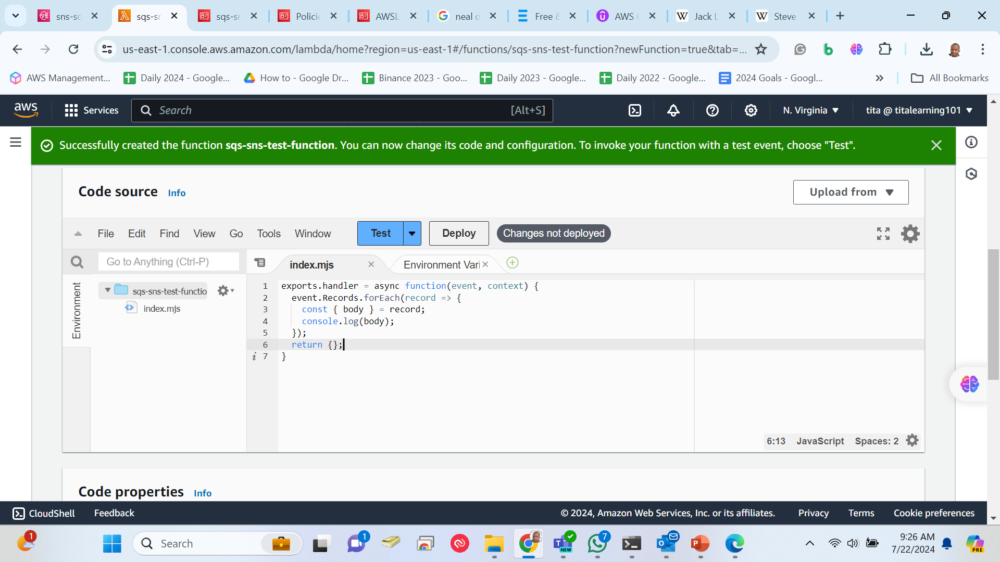 sns-sc
sqs-sr
sqs-sr
Policie
AWSL
neal d
Free &
AWS C
Jack L
Steve
us-east-1.console.aws.amazon.com/lambda/home?region=us-east-1#/functions/sqs-sns-test-function?newFunction=true&tab=...
AWS Management...
Daily 2024 - Google...
How to - Google Dr...
Binance 2023 - Goo...
Daily 2023 - Google...
Daily 2022 - Google...
2024 Goals - Googl...
All Bookmarks
aws
Services
Search
[Alt+S]
N. Virginia
tita @ titalearning101
Successfully created the function sqs-sns-test-function. You can now change its code and configuration. To invoke your function with a test event, choose "Test".
Code source Info
Upload from
File Edit Find View Go Tools Window
Test
Deploy
Changes not deployed
Go to Anything (Ctrl-P)
index.mjs
Environment Vari
Environment
sqs-sns-test-functio
index.mjs
1 exports.handler = async function(event, context) {
2 event.Records.forEach(record => {
3 const { body } = record;
4 console.log(body);
5 });
6 return {};
i 7 }
6:13 JavaScript Spaces: 2
Code properties Info
CloudShell
Feedback
© 2024, Amazon Web Services, Inc. or its affiliates.
Privacy
Terms
Cookie preferences
1
Search
1
NEW
7
9:26 AM
7/22/2024
PRE